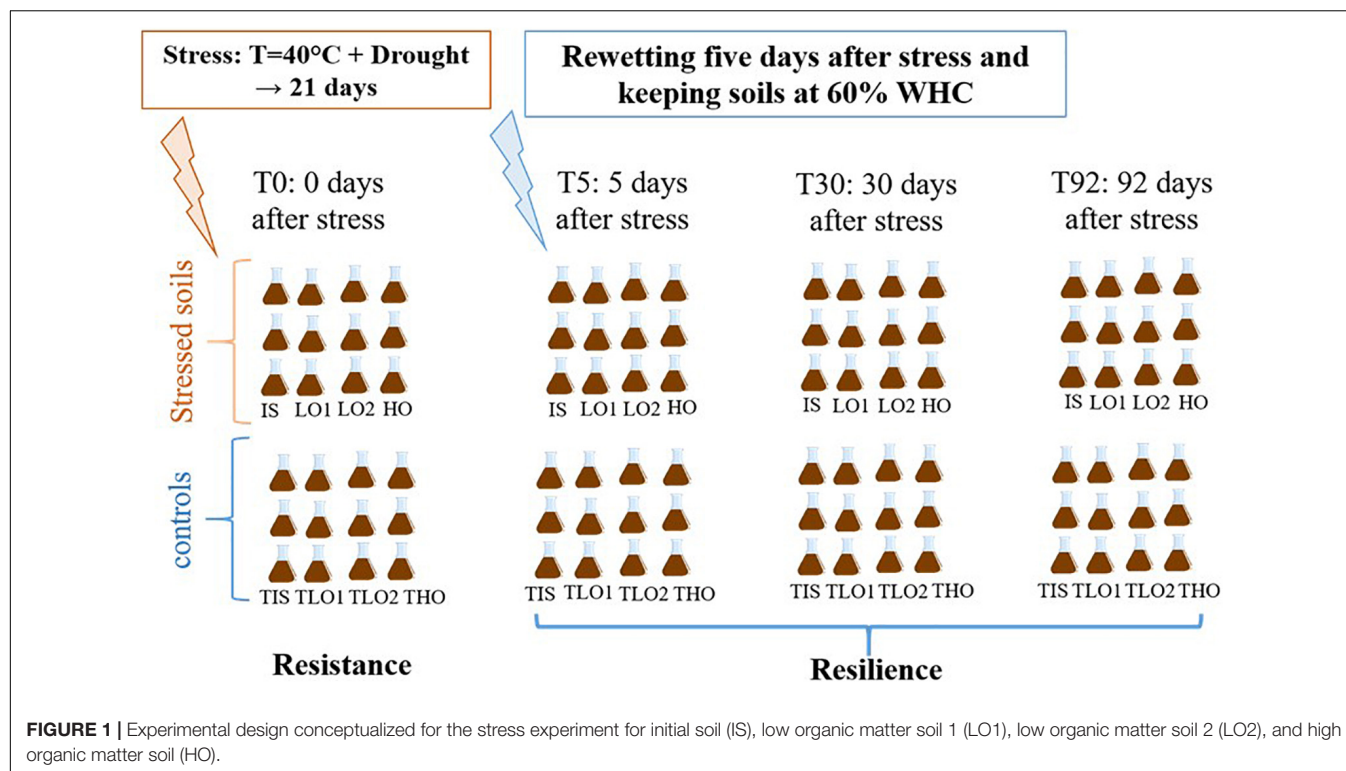 Stress: T=40°C + Drought
→ 21 days
Rewetting five days after stress and
keeping soils at 60% WHC
T0: 0 days
after stress
T5: 5 days
after stress
T30: 30 days
after stress
T92: 92 days
after stress
Stressed soils
IS LO1 LO2 HO
IS LO1 LO2 HO
IS LO1 LO2 HO
IS LO1 LO2 HO
controls
TIS TLO1 TLO2 THO
TIS TLO1 TLO2 THO
TIS TLO1 TLO2 THO
TIS TLO1 TLO2 THO
Resistance
Resilience
FIGURE 1 | Experimental design conceptualized for the stress experiment for initial soil (IS), low organic matter soil 1 (LO1), low organic matter soil 2 (LO2), and high
organic matter soil (HO).